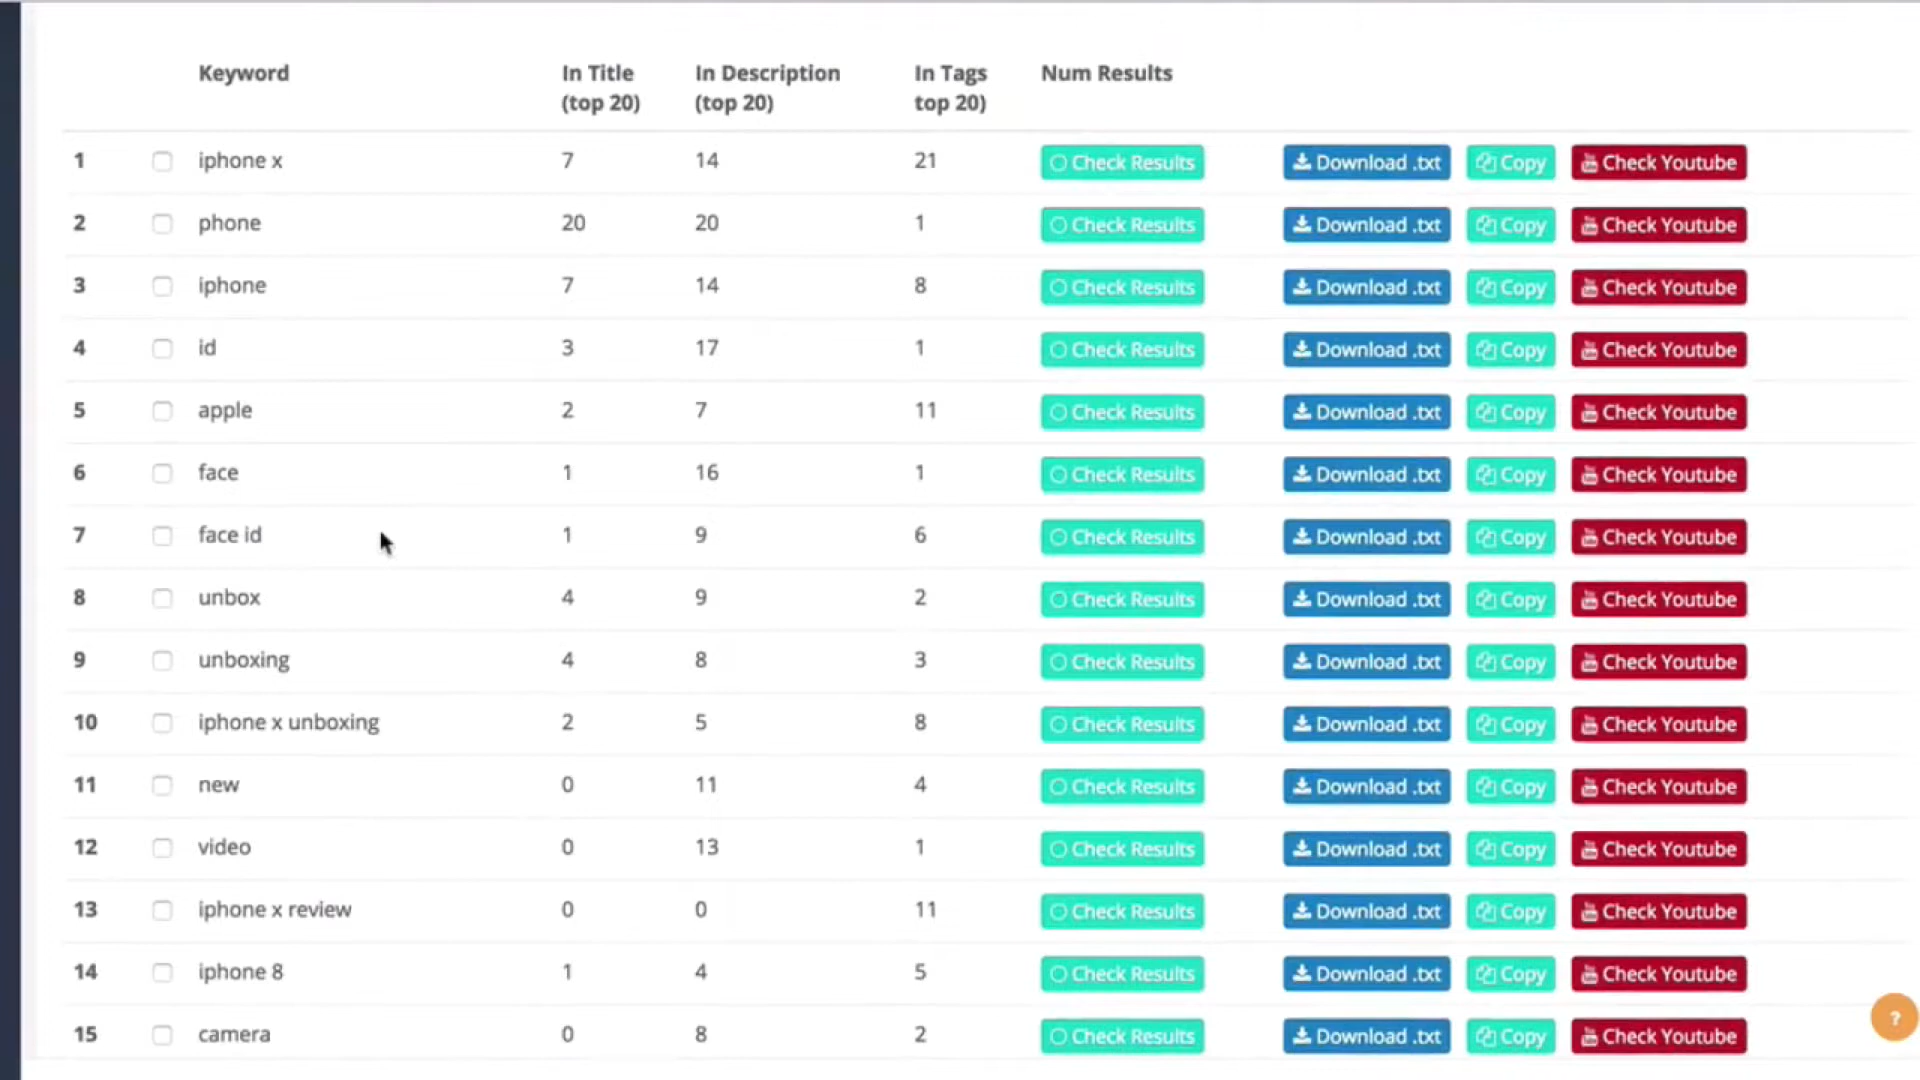 Keyword In Title (top 20) In Description (top 20) In Tags top 20) Num Results
1 iphone x 7 14 21 Check Results Download .txt Copy Check Youtube
2 phone 20 20 1 Check Results Download .txt Copy Check Youtube
3 iphone 7 14 8 Check Results Download .txt Copy Check Youtube
4 id 3 17 1 Check Results Download .txt Copy Check Youtube
5 apple 2 7 11 Check Results Download .txt Copy Check Youtube
6 face 1 16 1 Check Results Download .txt Copy Check Youtube
7 face id 1 9 6 Check Results Download .txt Copy Check Youtube
8 unbox 4 9 2 Check Results Download .txt Copy Check Youtube
9 unboxing 4 8 3 Check Results Download .txt Copy Check Youtube
10 iphone x unboxing 2 5 8 Check Results Download .txt Copy Check Youtube
11 new 0 11 4 Check Results Download .txt Copy Check Youtube
12 video 0 13 1 Check Results Download .txt Copy Check Youtube
13 iphone x review 0 0 11 Check Results Download .txt Copy Check Youtube
14 iphone 8 1 4 5 Check Results Download .txt Copy Check Youtube
15 camera 0 8 2 Check Results Download .txt Copy Check Youtube
?